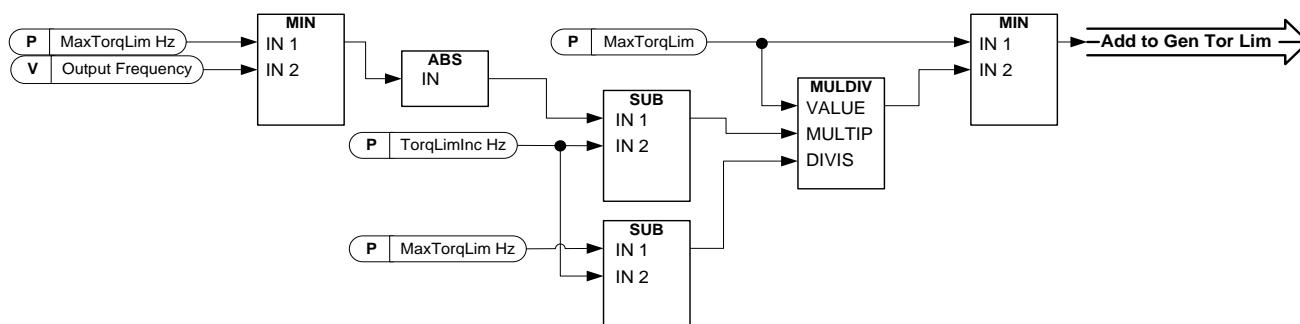 MIN
P MaxTorqLim Hz
IN 1
V Output Frequency
IN 2
ABS
IN
P MaxTorqLim
MIN
IN 1
IN 2
Add to Gen Tor Lim
SUB
IN 1
IN 2
P TorqLimInc Hz
MULDIV
VALUE
MULTIP
DIVIS
SUB
P MaxTorqLim Hz
IN 1
IN 2